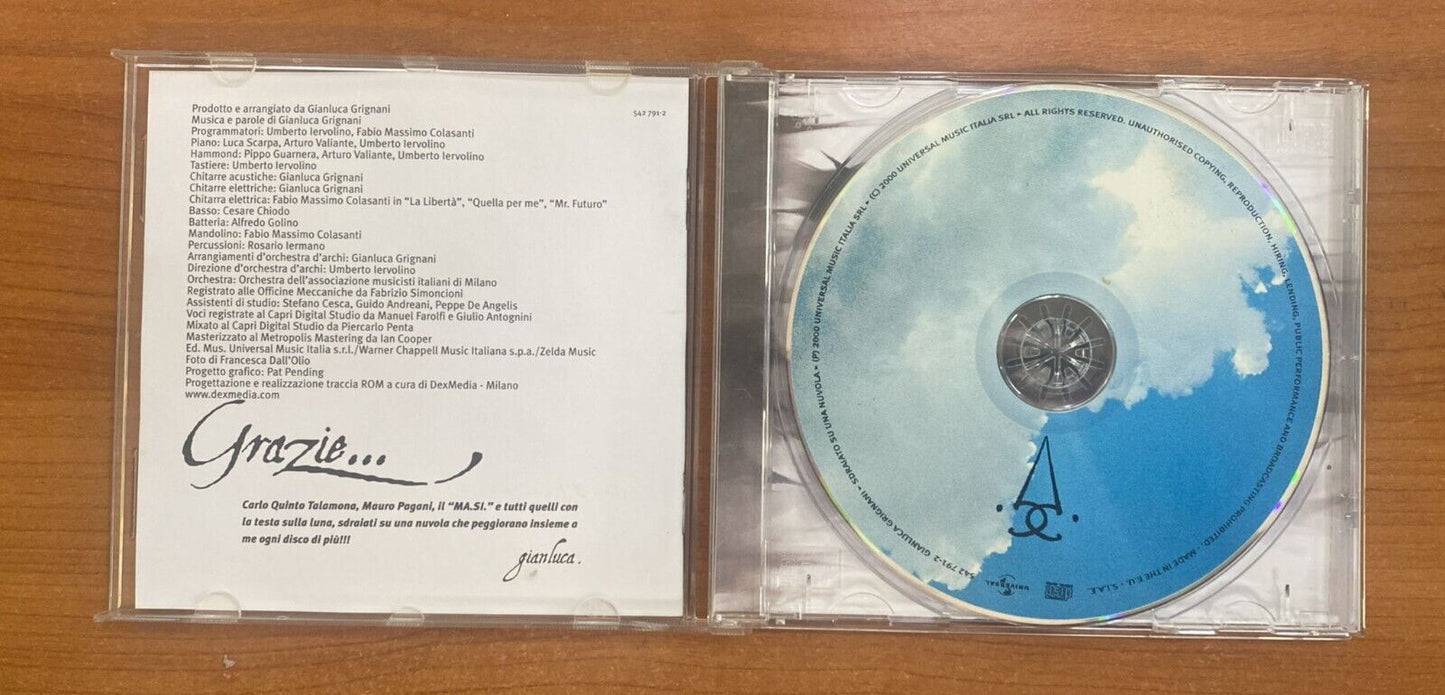 Prodotto e arrangiato da Gianluca Grignani
Musica e parole di Gianluca Grignani
Programmatori: Umberto Iervolino, Fabio Massimo Colasanti
Piano: Luca Scarpa, Arturo Valiante, Umberto Iervolino
Hammond: Pippo Guarnera, Arturo Valiante, Umberto Iervolino
Tastiere: Umberto Iervolino
Chitarre acustiche: Gianluca Grignani
Chitarre elettriche: Gianluca Grignani
Chitarra elettrica: Fabio Massimo Colasanti in “La Libertà”, “Quella per me”, “Mr. Futuro”
Basso: Cesare Chiodo
Batteria: Alfredo Golino
Mandolino: Fabio Massimo Colasanti
Percussioni: Rosario Iermano
Arrangiamenti d'orchestra d'archi: Gianluca Grignani
Direzione d'orchestra d'archi: Umberto Iervolino
Orchestra: Orchestra dell'associazione musicisti italiani di Milano
Registrato alle Officine Meccaniche da Fabrizio Simoncioni
Assistenti di studio: Stefano Cesca, Guido Andreani, Peppe De Angelis
Voci registrate al Capri Digital Studio da Manuel Farolfi e Giulio Antognini
Mixato al Capri Digital Studio da Piercarlo Penta
Masterizzato al Metropolis Mastering da Ian Cooper
Ed. Mus. Universal Music Italia s.r.l./Warner Chappell Music Italiana s.p.a./Zelda Music
Foto di Francesca Dall'Olio
Progetto grafico: Pat Pending
Progettazione e realizzazione traccia ROM a cura di DexMedia - Milano
www.dexmedia.com
542 791-2
Grazie...
Carlo Quinto Talamona, Mauro Pagani, il “MA.SI.” e tutti quelli con
la testa sulla luna, sdraiati su una nuvola che peggiorano insieme a
me ogni disco di più!!!
gianluca.
542 791-2 GIANLUCA GRIGNANI • SDRAIATO SU UNA NUVOLA • (P) 2000 UNIVERSAL MUSIC ITALIA SRL • (C) 2000 UNIVERSAL MUSIC ITALIA SRL • ALL RIGHTS RESERVED. UNAUTHORISED COPYING, REPRODUCTION, HIRING, LENDING, PUBLIC PERFORMANCE AND BROADCASTING PROHIBITED. MADE IN THE E.U. - S.I.A.E.
UNIVERSAL